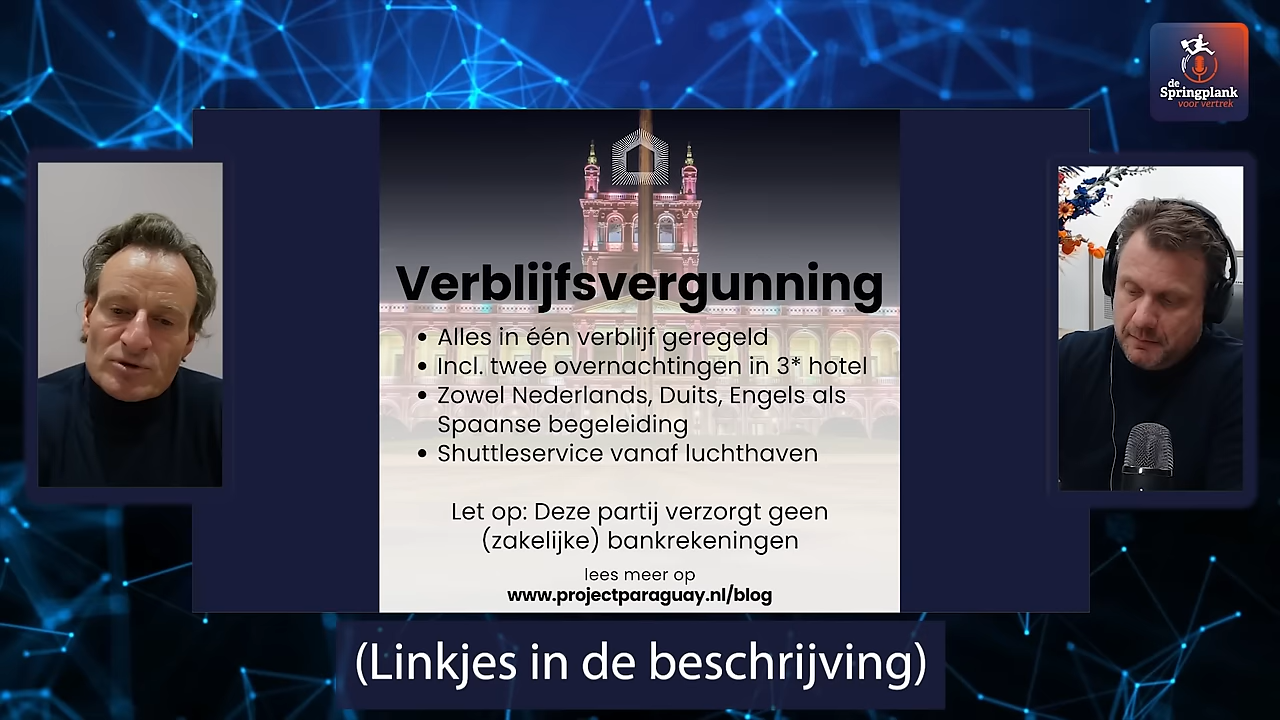 de
Springplank
voor vertrek
Verblijfsvergunning
• Alles in één verblijf geregeld
• Incl. twee overnachtingen in 3* hotel
• Zowel Nederlands, Duits, Engels als
Spaanse begeleiding
• Shuttleservice vanaf luchthaven
Let op: Deze partij verzorgt geen
(zakelijke) bankrekeningen
lees meer op
www.projectparaguay.nl/blog
(Linkjes in de beschrijving)